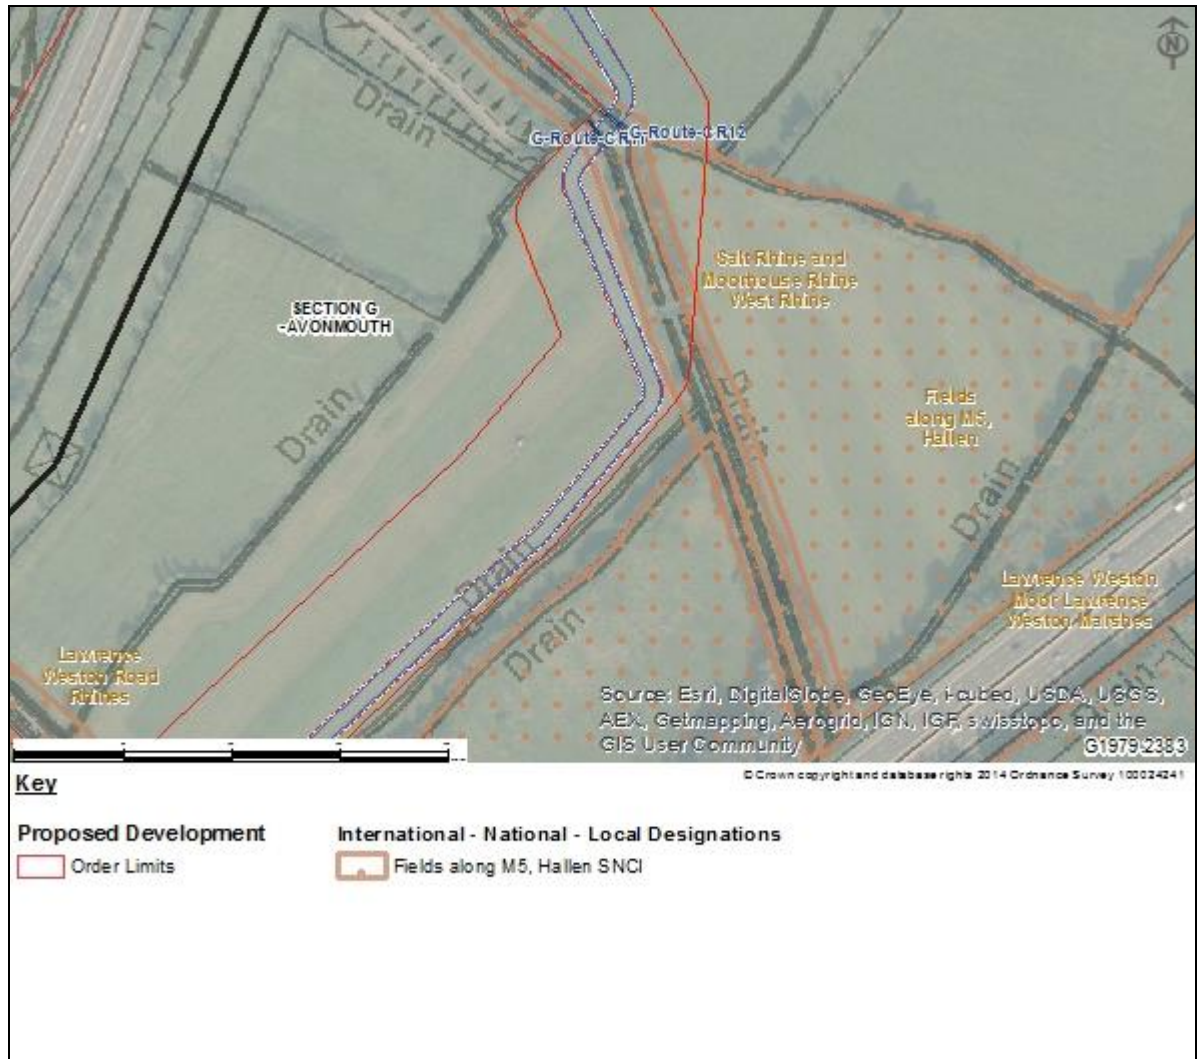 N
Drain
G-Route-CR11
G-Route-CR12
Salt Rhine and
Moorhouse Rhine
West Rhine
SECTION G
-AVONMOUTH
Drain
Drain
Fields
along M5,
Hallen
Drain
Drain
Drain
Lawrence Weston
Moor Lawrence
Weston Marshes
Lawrence
Weston Road
Rhines
Source: Esri, DigitalGlobe, GeoEye, i-cubed, USDA, USGS,
AEX, Getmapping, Aerogrid, IGN, IGP, swisstopo, and the
GIS User Community
G1979.2383
© Crown copyright and database rights 2014 Ordnance Survey 100024241
Key
Proposed Development
International - National - Local Designations
Order Limits
Fields along M5, Hallen SNCI